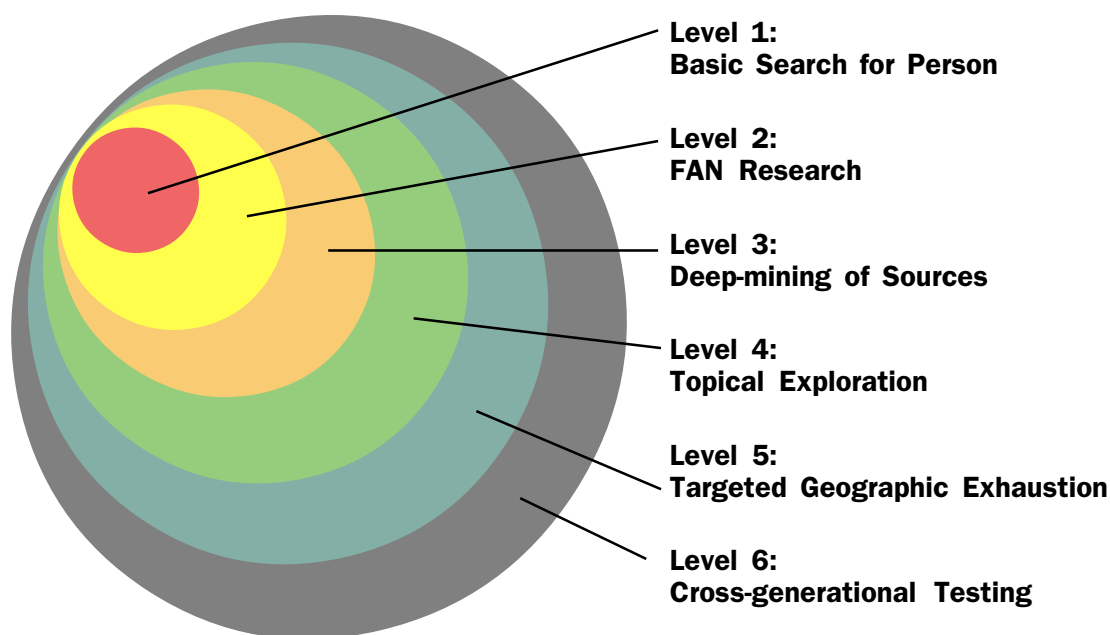 Level 1:
Basic Search for Person
Level 2:
FAN Research
Level 3:
Deep-mining of Sources
Level 4:
Topical Exploration
Level 5:
Targeted Geographic Exhaustion
Level 6:
Cross-generational Testing